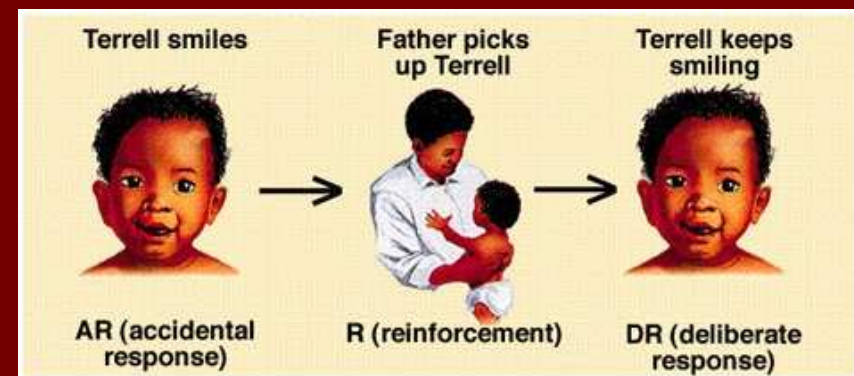 Terrell smiles
Father picks
up Terrell
Terrell keeps
smiling
AR (accidental
response)
R (reinforcement)
DR (deliberate
response)